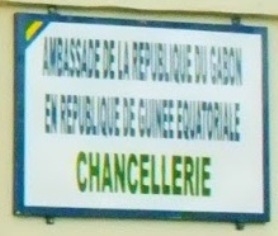 AMBASSADE DE LA REPUBLIQUE DU GABON
EN REPUBLIQUE DE GUINEE EQUATORIALE
CHANCELLERIE